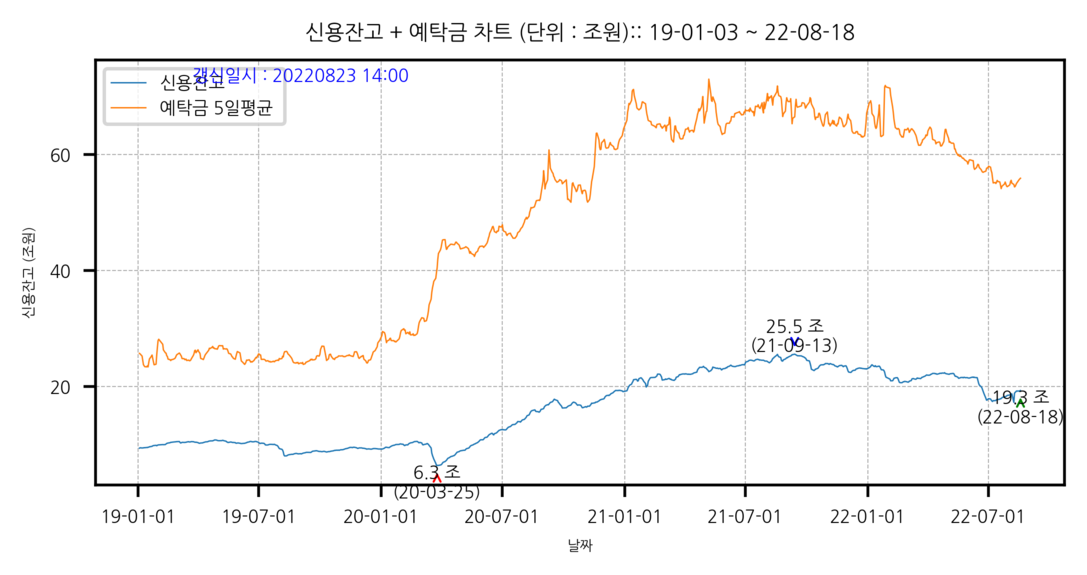 신용잔고 + 예탁금 차트 (단위 : 조원):: 19-01-03 ~ 22-08-18
갱신일시 : 20220823 14:00
신용잔고
예탁금 5일평균
60
40
20
신용잔고 (조원)
25.5 조
(21-09-13)
19.3 조
(22-08-18)
6.3 조
(20-03-25)
19-01-01
19-07-01
20-01-01
20-07-01
21-01-01
21-07-01
22-01-01
22-07-01
날짜